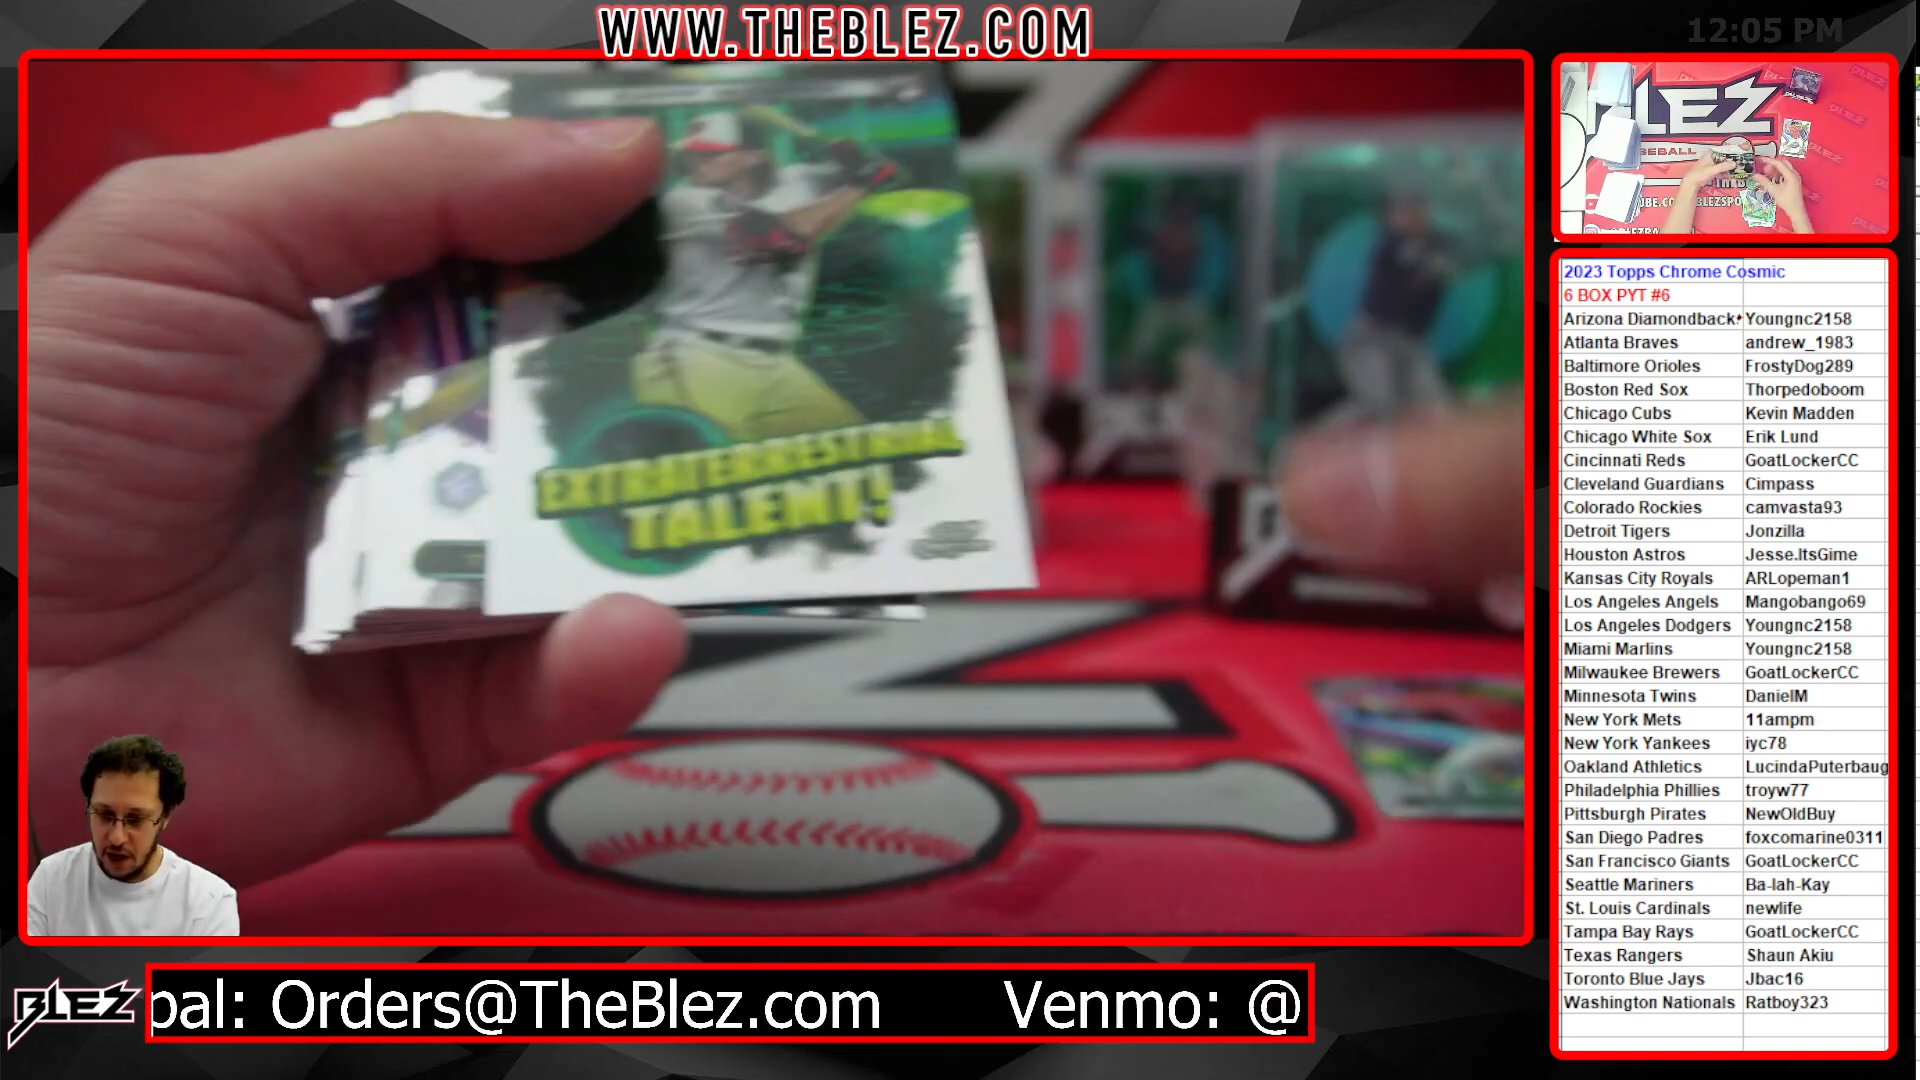 WWW.THEBLEZ.COM
12:05 PM
EXTRATERRESTRIAL
TALENT!
LEZ
2023 Topps Chrome Cosmic
6 BOX PYT #6
Arizona Diamondback Youngnc2158
Atlanta Braves andrew_1983
Baltimore Orioles FrostyDog289
Boston Red Sox Thorpedoboom
Chicago Cubs Kevin Madden
Chicago White Sox Erik Lund
Cincinnati Reds GoatLockerCC
Cleveland Guardians Cimpass
Colorado Rockies camvasta93
Detroit Tigers Jonzilla
Houston Astros Jesse.ItsGime
Kansas City Royals ARLopeman1
Los Angeles Angels Mangobango69
Los Angeles Dodgers Youngnc2158
Miami Marlins Youngnc2158
Milwaukee Brewers GoatLockerCC
Minnesota Twins DanielM
New York Mets 11ampm
New York Yankees iyc78
Oakland Athletics LucindaPuterbaug
Philadelphia Phillies troyw77
Pittsburgh Pirates NewOldBuy
San Diego Padres foxcomarine0311
San Francisco Giants GoatLockerCC
Seattle Mariners Ba-lah-Kay
St. Louis Cardinals newlife
Tampa Bay Rays GoatLockerCC
Texas Rangers Shaun Akiu
Toronto Blue Jays Jbac16
Washington Nationals Ratboy323
BLEZ
pal: Orders@TheBlez.com Venmo: @